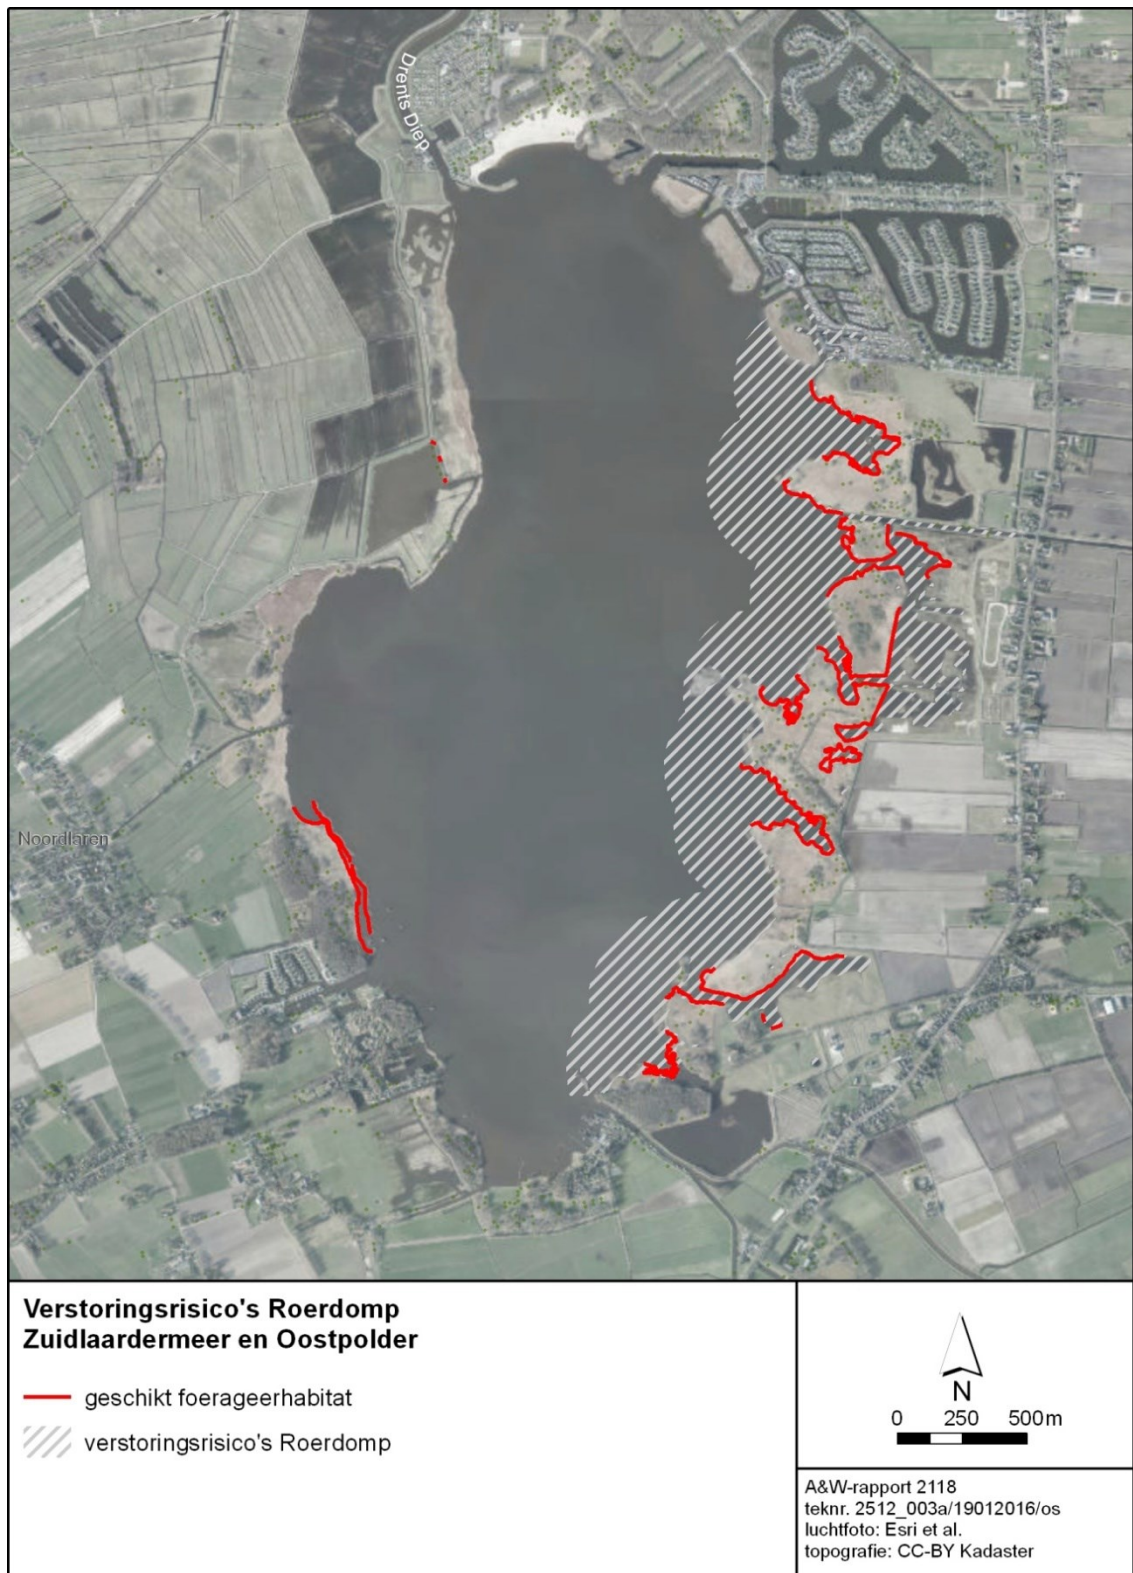 Drents Diep
Noordlaren
Verstoringsrisico's Roerdomp
Zuidlaardermeer en Oostpolder
geschikt foerageerhabitat
verstoringsrisico's Roerdomp
N
0 250 500m
A&W-rapport 2118
teknr. 2512_003a/19012016/os
luchtfoto: Esri et al.
topografie: CC-BY Kadaster